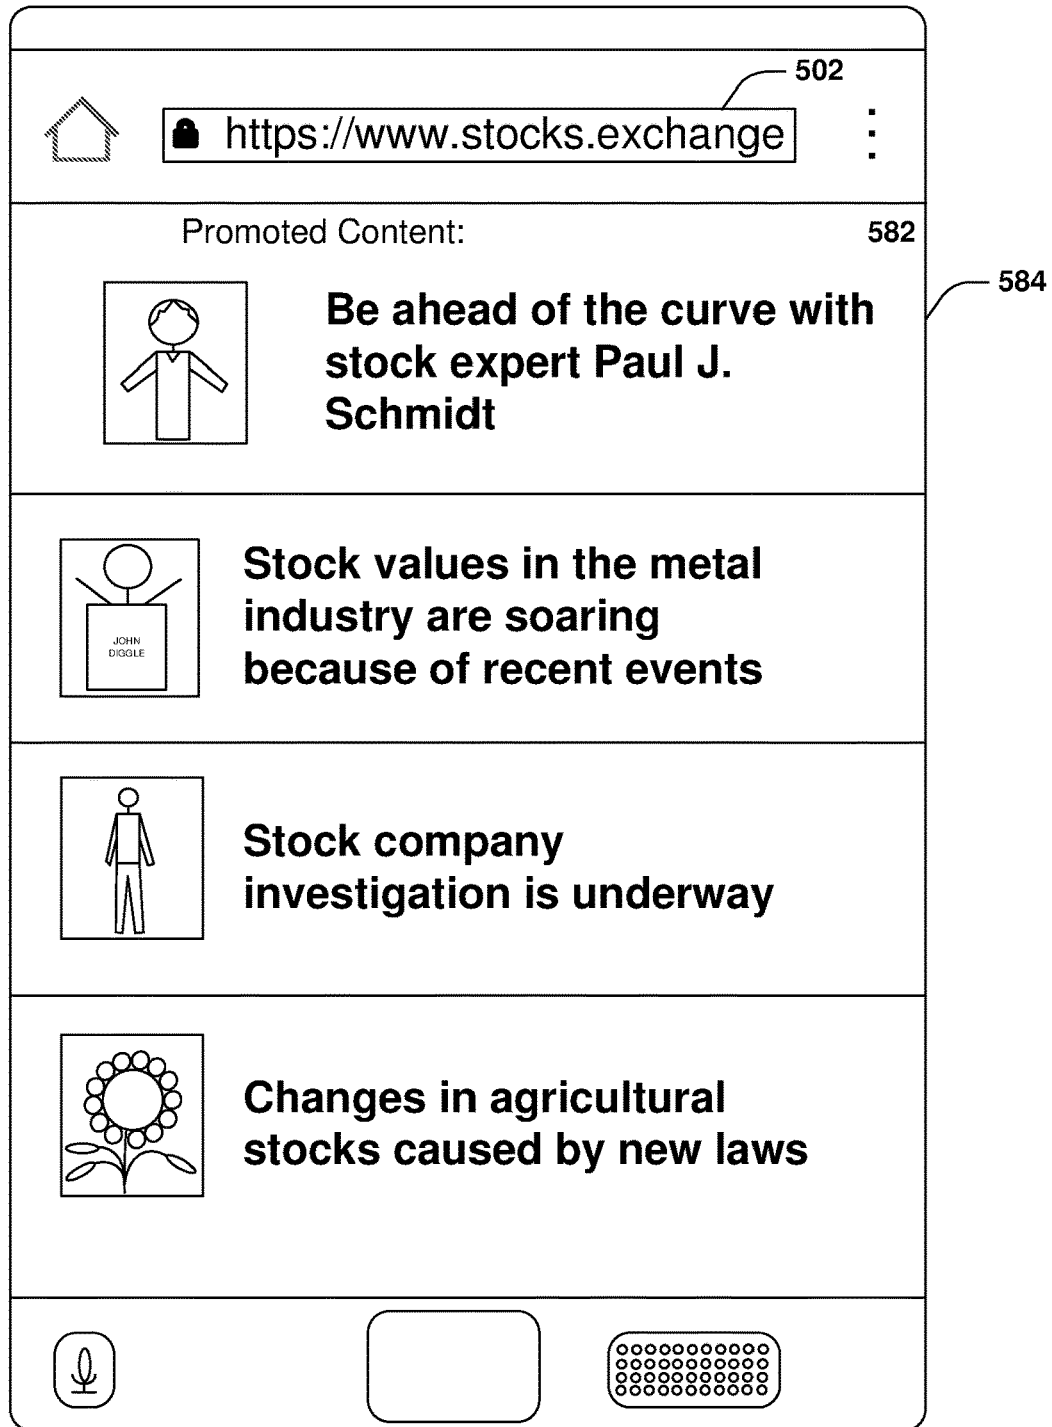 502
https://www.stocks.exchange
Promoted Content:
582
584
Be ahead of the curve with
stock expert Paul J.
Schmidt
Stock values in the metal
industry are soaring
because of recent events
JOHN
DIGGLE
Stock company
investigation is underway
Changes in agricultural
stocks caused by new laws